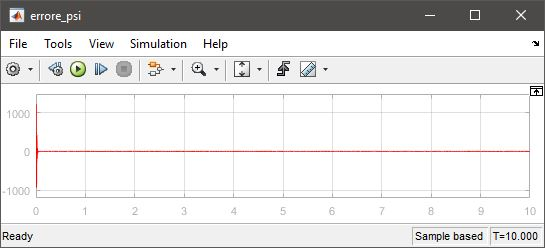 errore_psi
File Tools View Simulation Help
1000
0
-1000
0 1 2 3 4 5 6 7 8 9 10
Ready Sample based T=10.000